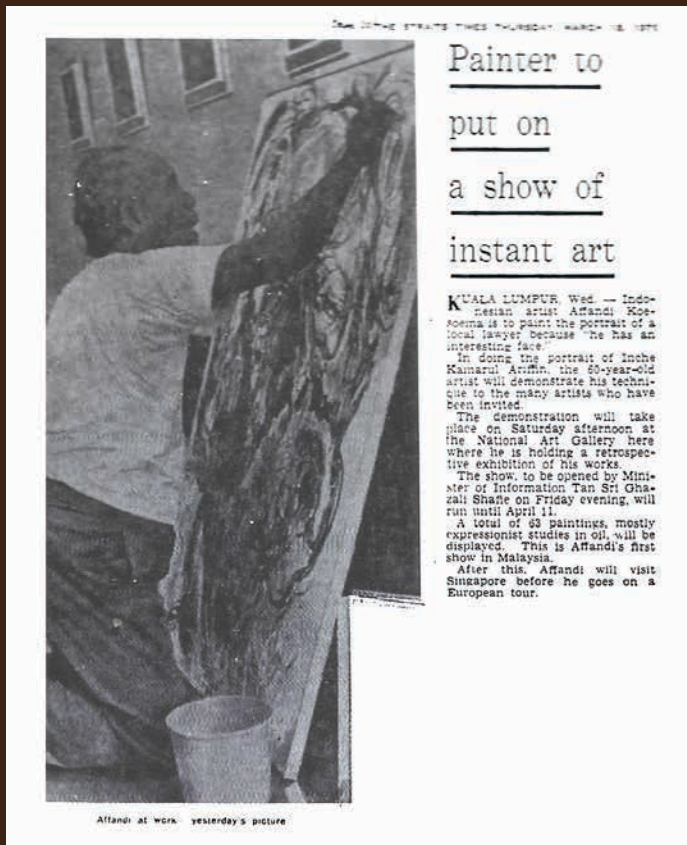 THE STRAITS TIMES THURSDAY, MARCH
Painter to
put on
a show of
instant art
KUALA LUMPUR, Wed. — Indo-
nesian artist Affandi Koe-
soema is to paint the portrait of a
local lawyer because "he has an
interesting face."
In doing the portrait of Inche
Kamarul Ariffin, the 60-year-old
artist will demonstrate his techni-
que to the many artists who have
been invited.
The demonstration will take
place on Saturday afternoon at
the National Art Gallery here
where he is holding a retrospec-
tive exhibition of his works.
The show, to be opened by Mini-
ster of Information Tan Sri Gha-
zali Shafie on Friday evening, will
run until April 11.
A total of 63 paintings, mostly
expressionist studies in oil, will be
displayed. This is Affandi's first
show in Malaysia.
After this, Affandi will visit
Singapore before he goes on a
European tour.
Affandi at work yesterday's picture